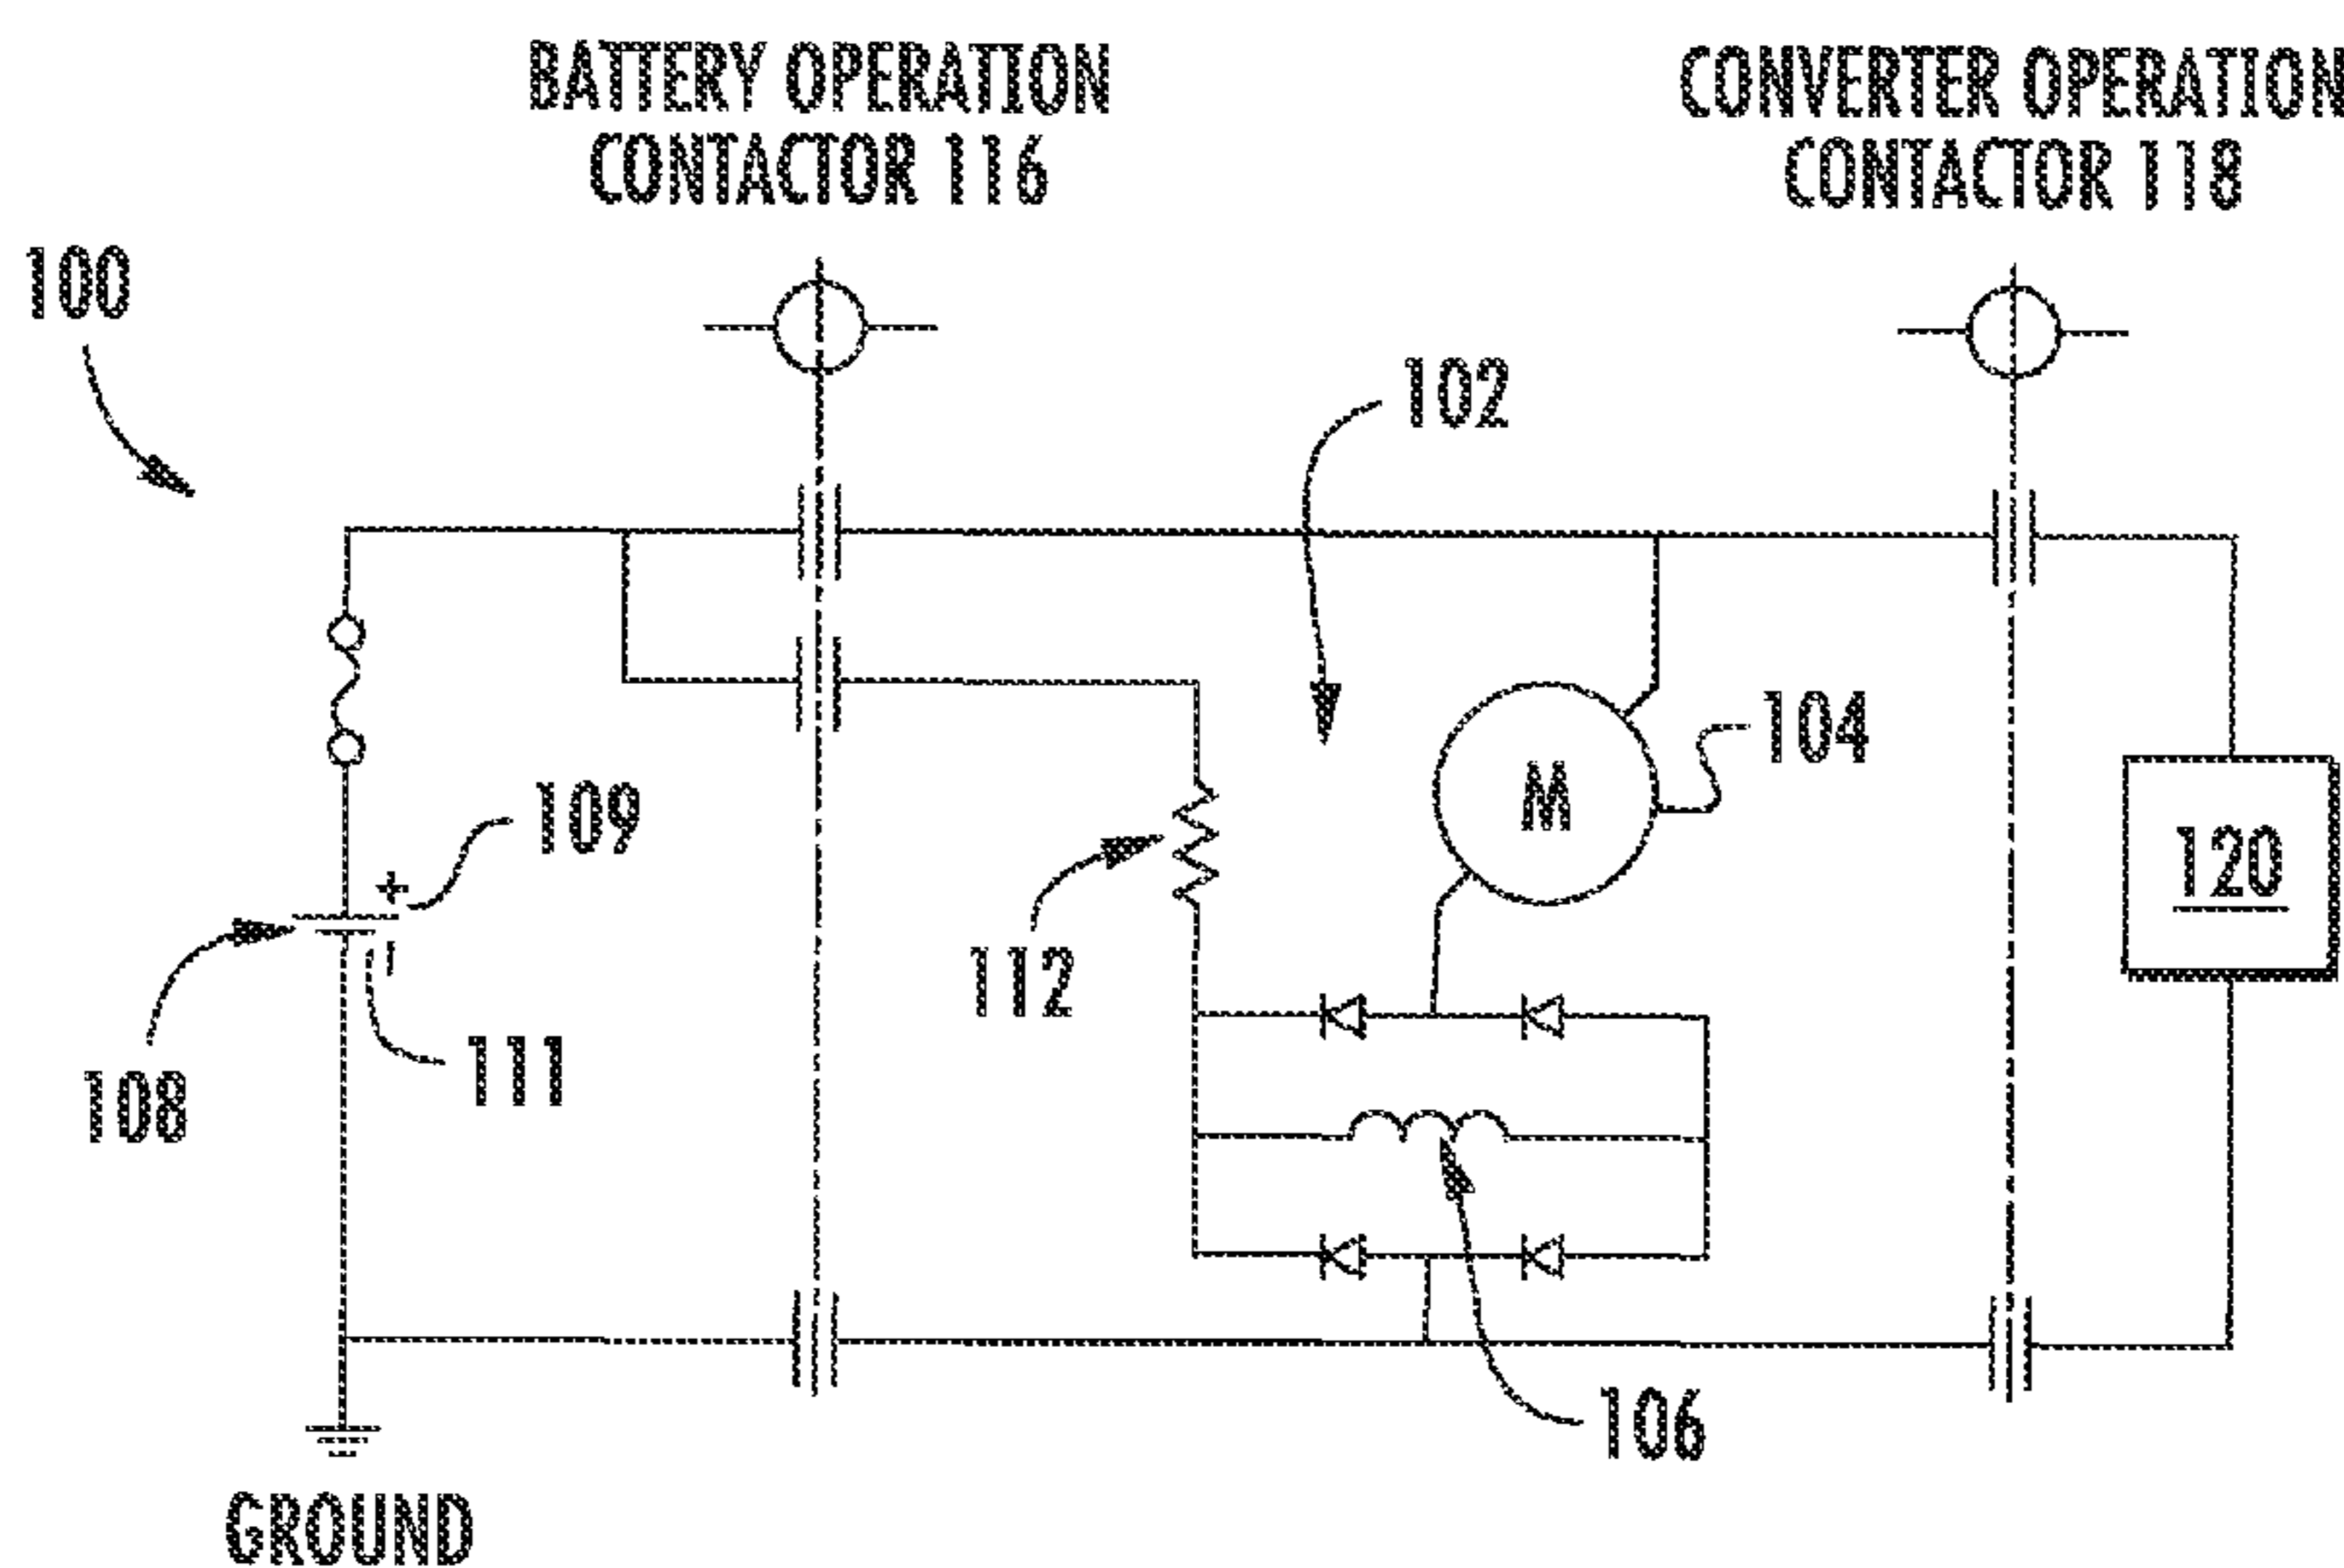 BATTERY OPERATION
CONTACTOR 116
CONVERTER OPERATION
CONTACTOR 118
100
102
104
M
109
120
112
108
111
106
GROUND